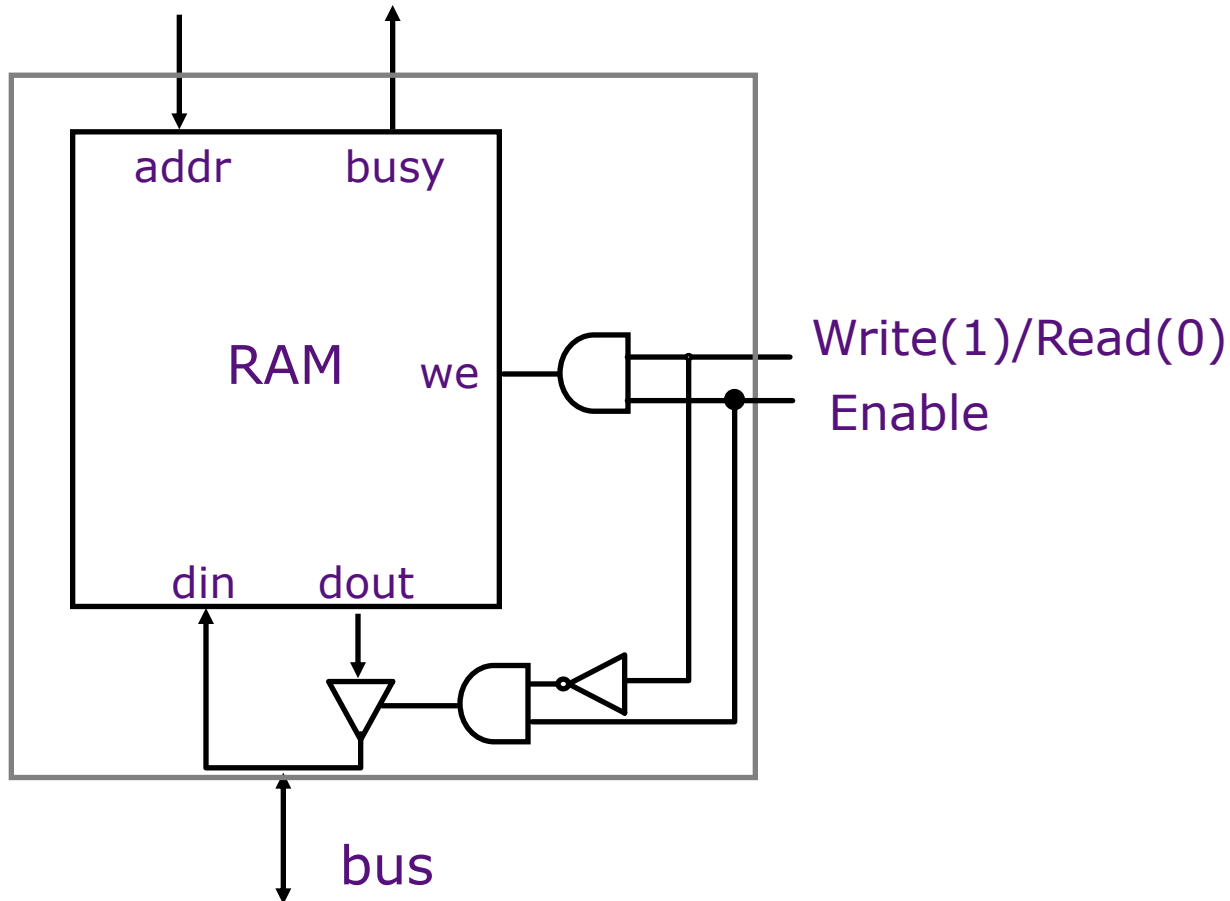 addr
busy
RAM
we
Write(1)/Read(0)
Enable
din
dout
bus